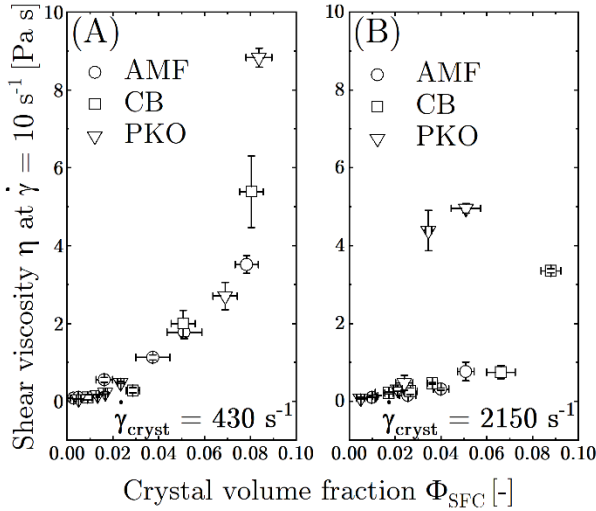 Shear viscosity η at γ̇ = 10 s⁻¹ [Pa s]
(A)
AMF
CB
PKO
γ̇cryst = 430 s⁻¹
10
8
6
4
2
0
0.00 0.02 0.04 0.06 0.08 0.10
(B)
AMF
CB
PKO
γ̇cryst = 2150 s⁻¹
10
8
6
4
2
0
0.00 0.02 0.04 0.06 0.08 0.10
Crystal volume fraction ΦSFC [-]